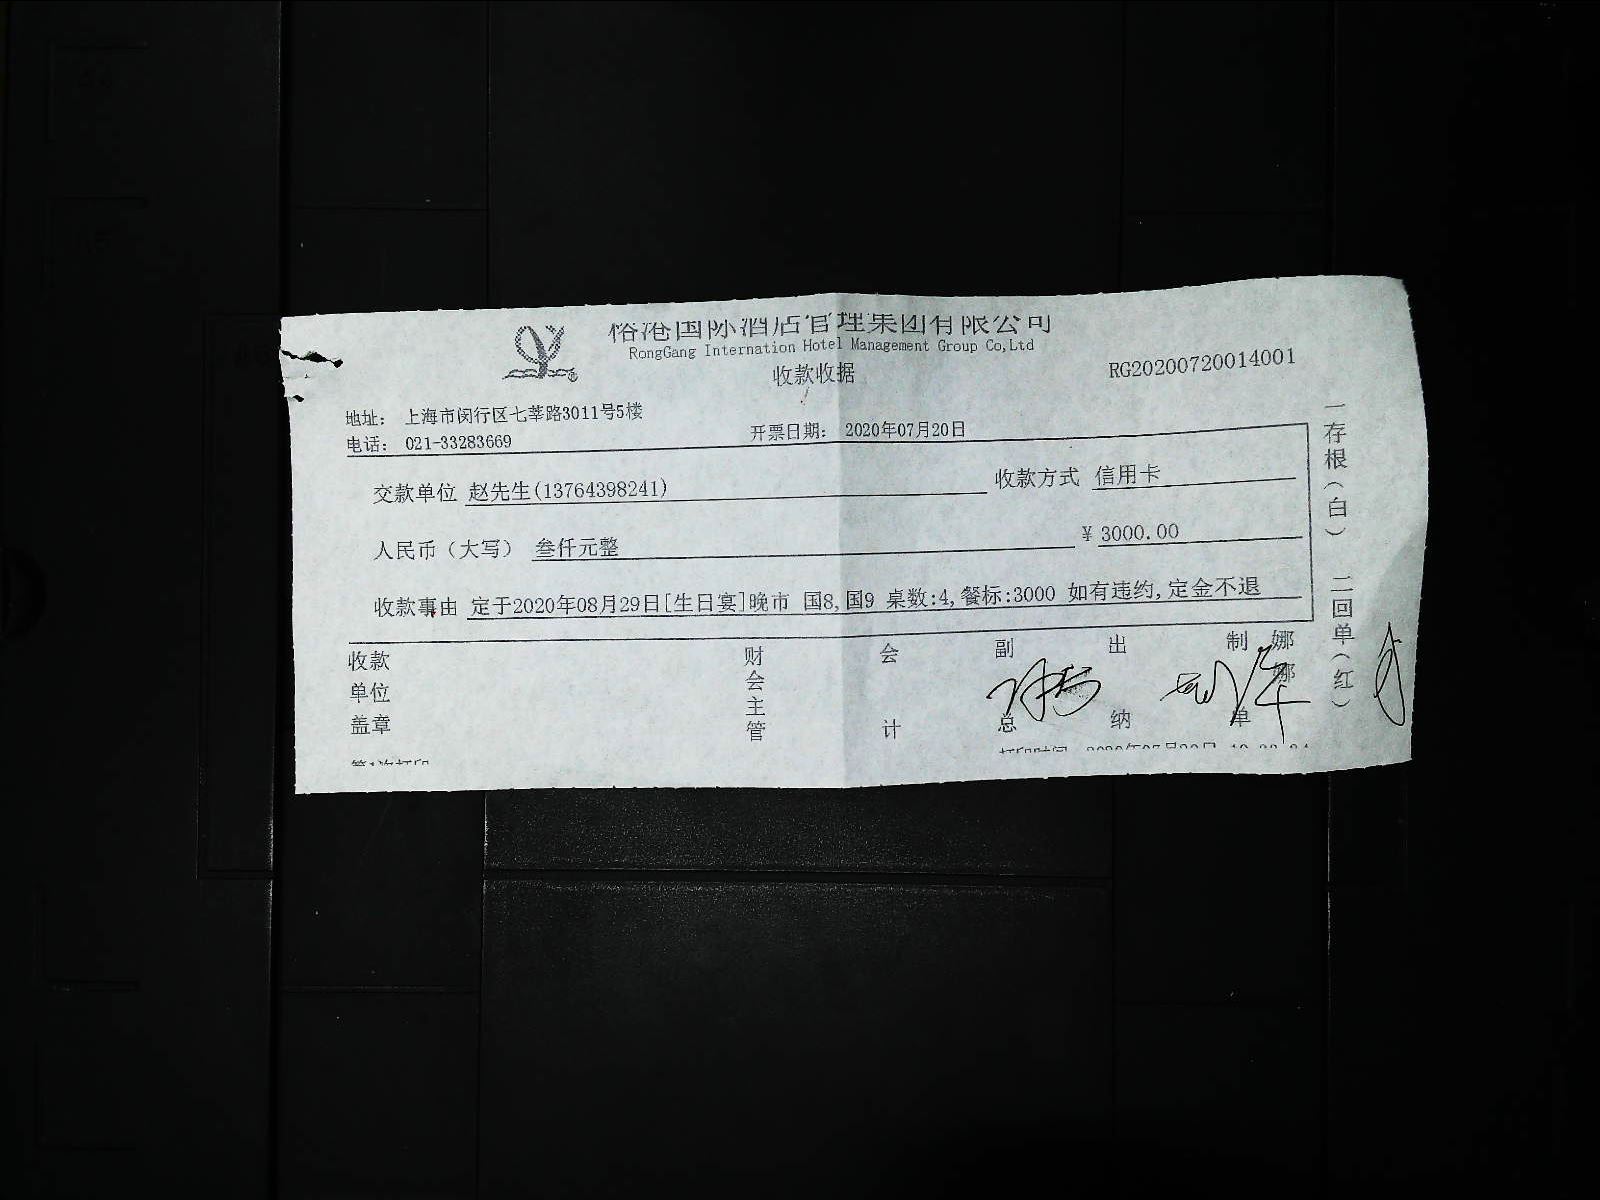 榕港国际酒店管理集团有限公司
RongGang Internation Hotel Management Group Co,Ltd
收款收据
RG20200720014001
地址： 上海市闵行区七莘路3011号5楼
电话： 021-33283669
开票日期： 2020年07月20日
交款单位 赵先生(13764398241)
收款方式 信用卡
人民币（大写） 叁仟元整
¥ 3000.00
收款事由 定于2020年08月29日[生日宴]晚市 国8,国9 桌数:4,餐标:3000 如有违约,定金不退
收款单位盖章
财会主管
会计
副总
出纳
制单
娜娜
一存根（白） 二回单（红）
第1次打印